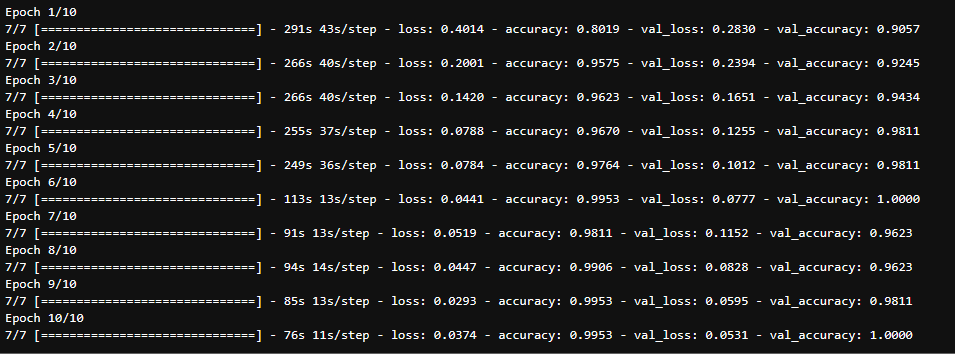 Epoch 1/10
7/7 [==============================] - 291s 43s/step - loss: 0.4014 - accuracy: 0.8019 - val_loss: 0.2830 - val_accuracy: 0.9057
Epoch 2/10
7/7 [==============================] - 266s 40s/step - loss: 0.2001 - accuracy: 0.9575 - val_loss: 0.2394 - val_accuracy: 0.9245
Epoch 3/10
7/7 [==============================] - 266s 40s/step - loss: 0.1420 - accuracy: 0.9623 - val_loss: 0.1651 - val_accuracy: 0.9434
Epoch 4/10
7/7 [==============================] - 255s 37s/step - loss: 0.0788 - accuracy: 0.9670 - val_loss: 0.1255 - val_accuracy: 0.9811
Epoch 5/10
7/7 [==============================] - 249s 36s/step - loss: 0.0784 - accuracy: 0.9764 - val_loss: 0.1012 - val_accuracy: 0.9811
Epoch 6/10
7/7 [==============================] - 113s 13s/step - loss: 0.0441 - accuracy: 0.9953 - val_loss: 0.0777 - val_accuracy: 1.0000
Epoch 7/10
7/7 [==============================] - 91s 13s/step - loss: 0.0519 - accuracy: 0.9811 - val_loss: 0.1152 - val_accuracy: 0.9623
Epoch 8/10
7/7 [==============================] - 94s 14s/step - loss: 0.0447 - accuracy: 0.9906 - val_loss: 0.0828 - val_accuracy: 0.9623
Epoch 9/10
7/7 [==============================] - 85s 13s/step - loss: 0.0293 - accuracy: 0.9953 - val_loss: 0.0595 - val_accuracy: 0.9811
Epoch 10/10
7/7 [==============================] - 76s 11s/step - loss: 0.0374 - accuracy: 0.9953 - val_loss: 0.0531 - val_accuracy: 1.0000